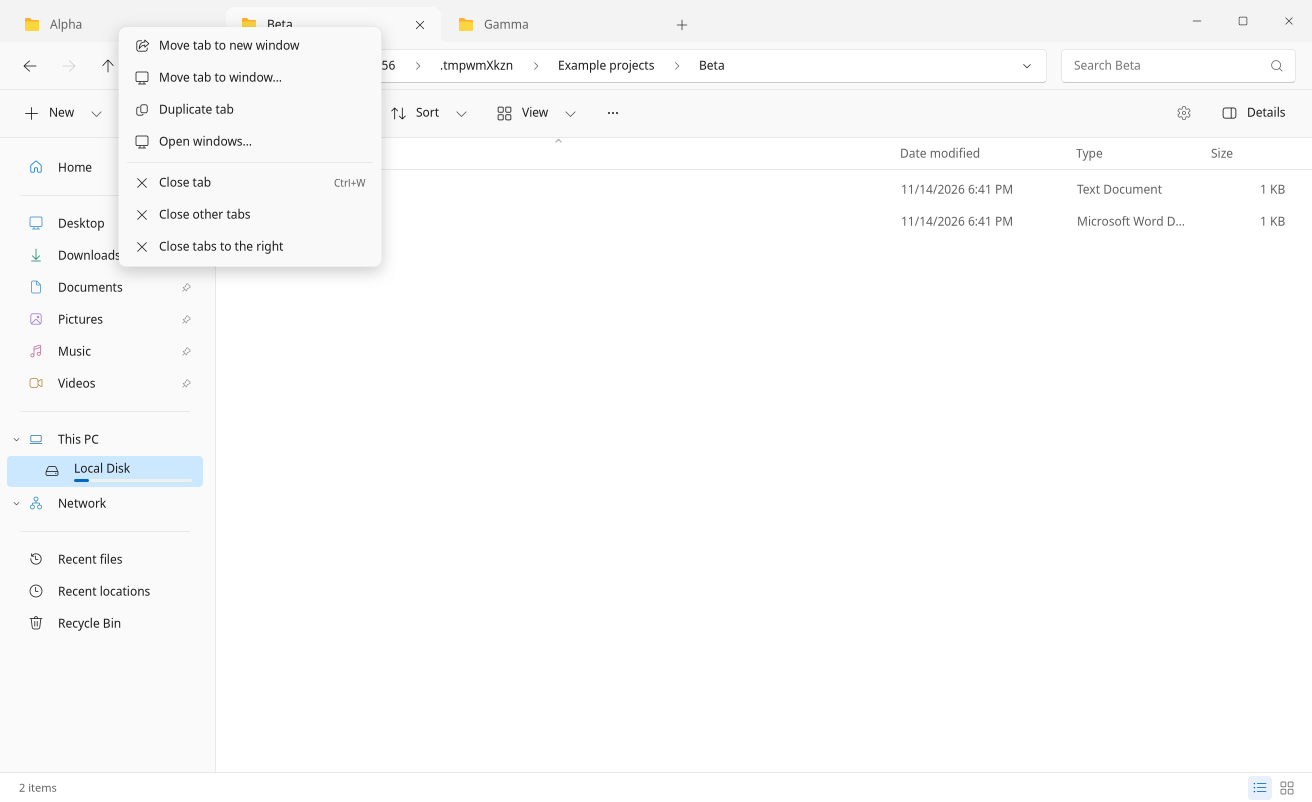 Alpha
Beta
Gamma
Move tab to new window
Move tab to window...
Duplicate tab
Open windows...
Close tab Ctrl+W
Close other tabs
Close tabs to the right
56 .tmpwmXkzn Example projects Beta
Search Beta
New
Sort
View
Details
Date modified Type Size
11/14/2026 6:41 PM Text Document 1 KB
11/14/2026 6:41 PM Microsoft Word D... 1 KB
Home
Desktop
Downloads
Documents
Pictures
Music
Videos
This PC
Local Disk
Network
Recent files
Recent locations
Recycle Bin
2 items